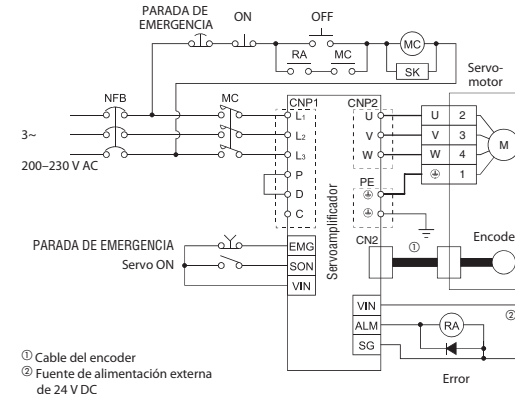 PARADA DE
EMERGENCIA
ON
OFF
RA
MC
MC
SK
Servo-
motor
NFB
MC
CNP1
CNP2
L1
U
U
2
3~
L2
V
V
3
M
L3
W
W
4
200–230 V AC
1
P
PE
D
C
Servoamplificador
CN2
①
Encode
PARADA DE EMERGENCIA
EMG
Servo ON
SON
VIN
VIN
②
ALM
RA
SG
Error
① Cable del encoder
② Fuente de alimentación externa
de 24 V DC